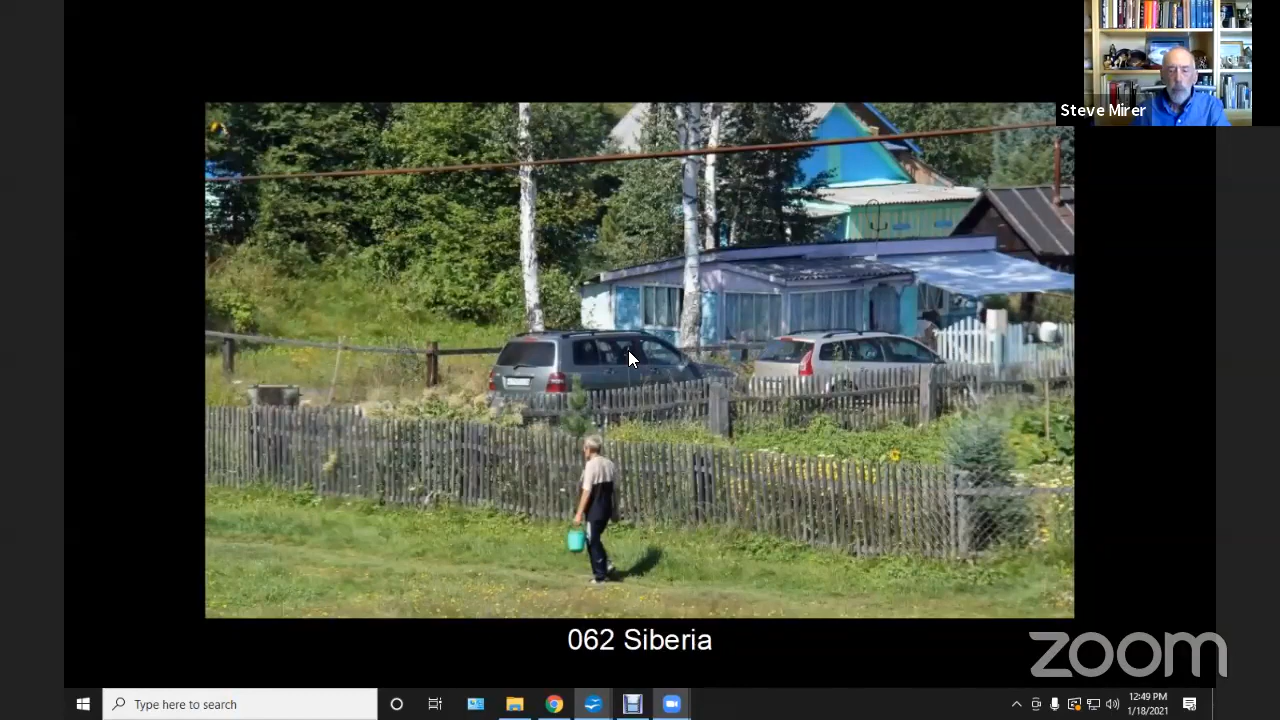 Steve Mirer
062 Siberia
zoom
Type here to search
12:49 PM
1/18/2021